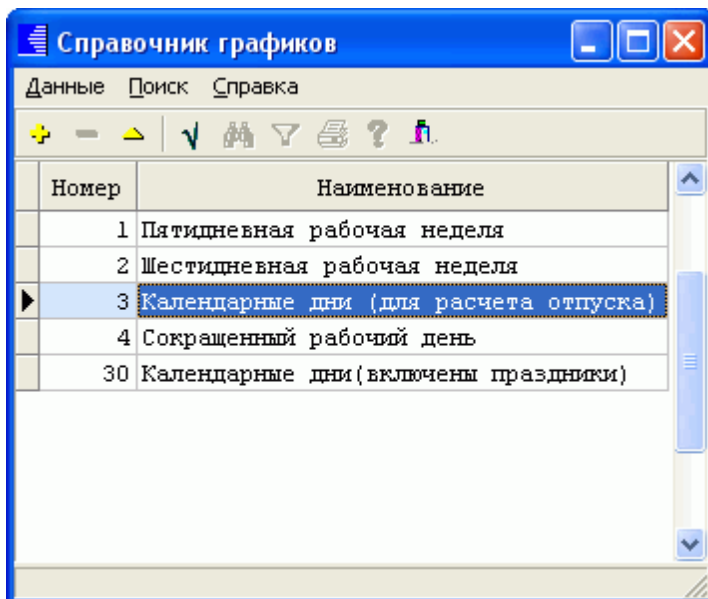 Справочник графиков
Данные Поиск Справка
Номер Наименование
1 Пятидневная рабочая неделя
2 Шестидневная рабочая неделя
3 Календарные дни (для расчета отпуска)
4 Сокращенный рабочий день
30 Календарные дни(включены праздники)